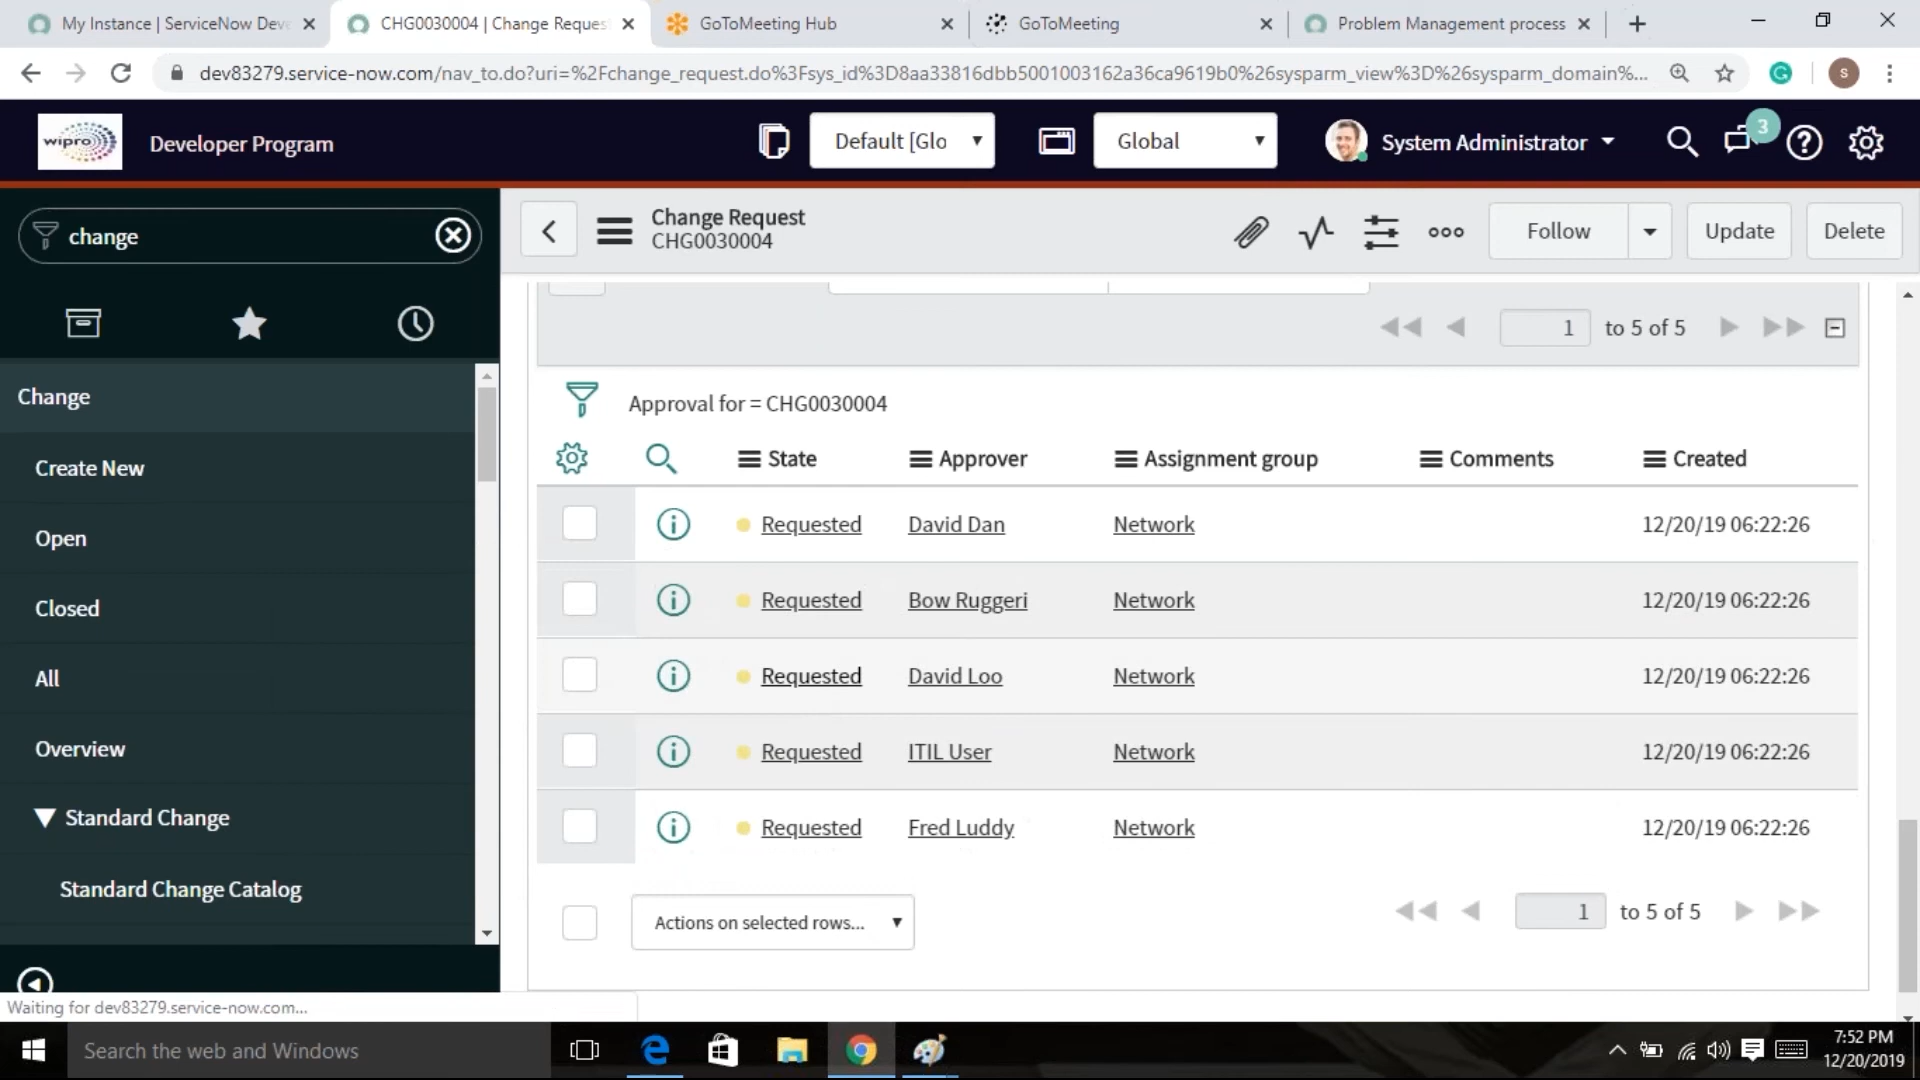 My Instance | ServiceNow Deve
CHG0030004 | Change Reques
GoToMeeting Hub
GoToMeeting
Problem Management process
dev83279.service-now.com/nav_to.do?uri=%2Fchange_request.do%3Fsys_id%3D8aa33816dbb5001003162a36ca9619b0%26sysparm_view%3D%26sysparm_domain%...
s
wipro
Developer Program
Default [Glo
Global
System Administrator
3
change
Change Request
CHG0030004
Follow
Update
Delete
1 to 5 of 5
Change
Create New
Open
Closed
All
Overview
Standard Change
Standard Change Catalog
Approval for = CHG0030004
State Approver Assignment group Comments Created
Requested David Dan Network 12/20/19 06:22:26
Requested Bow Ruggeri Network 12/20/19 06:22:26
Requested David Loo Network 12/20/19 06:22:26
Requested ITIL User Network 12/20/19 06:22:26
Requested Fred Luddy Network 12/20/19 06:22:26
Actions on selected rows...
1 to 5 of 5
Waiting for dev83279.service-now.com...
Search the web and Windows
7:52 PM
12/20/2019